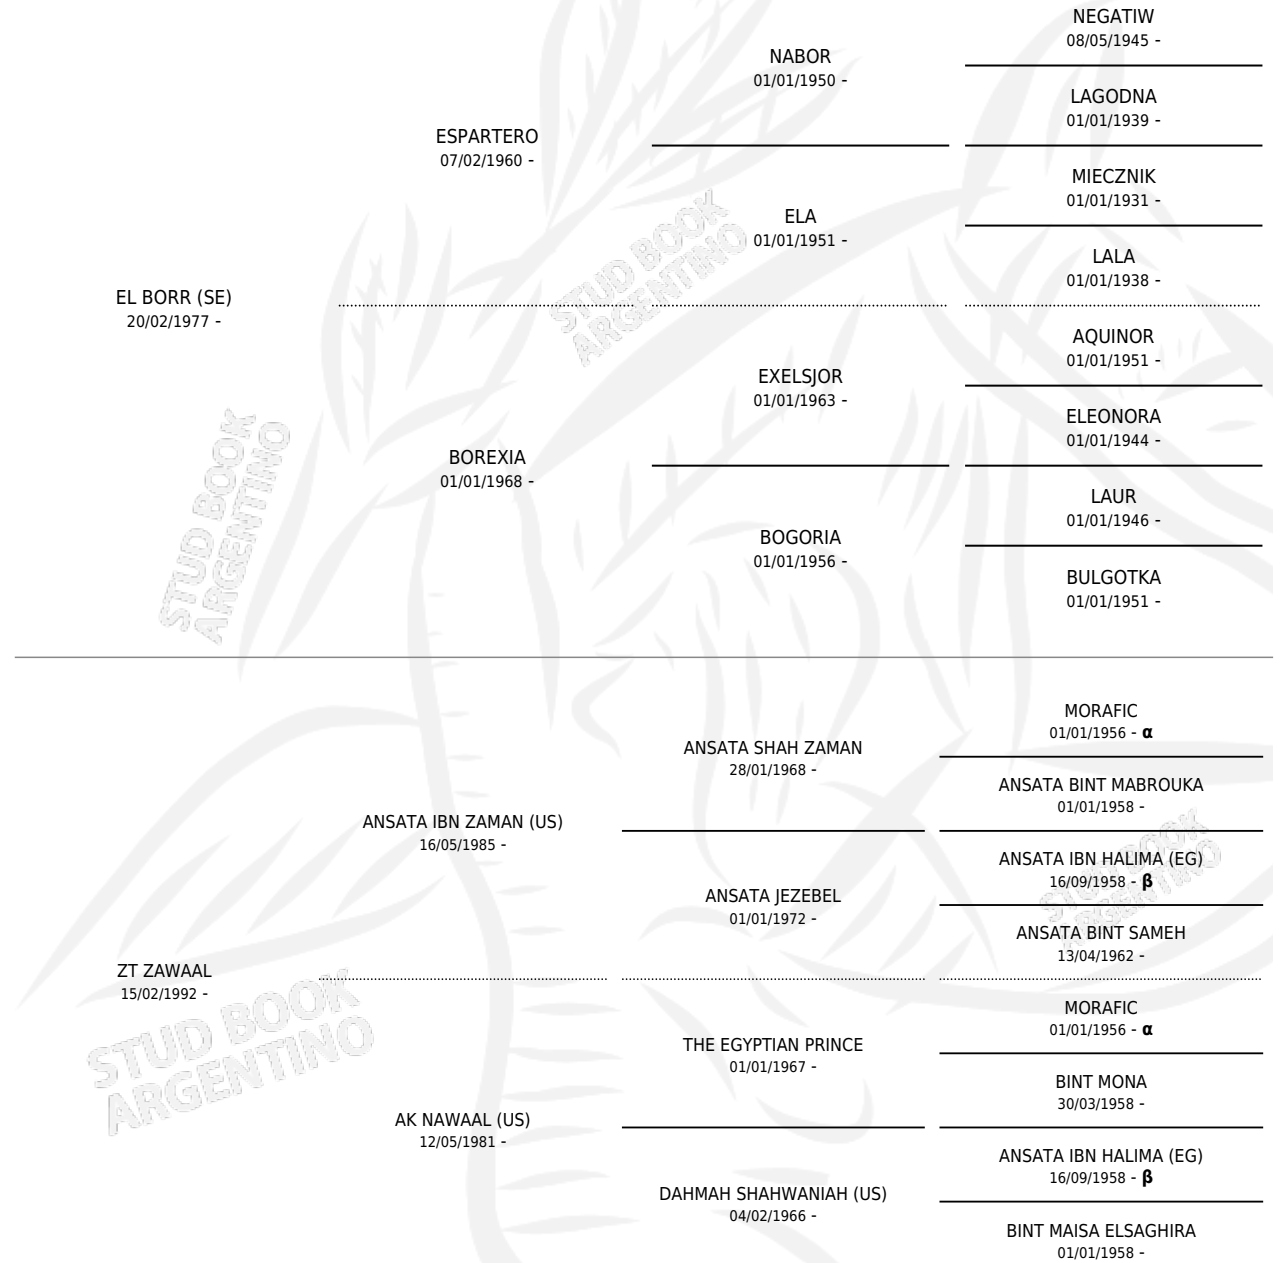 NEGATIW
08/05/1945 -
NABOR
01/01/1950 -
LAGODNA
01/01/1939 -
ESPARTERO
07/02/1960 -
MIECZNIK
01/01/1931 -
ELA
01/01/1951 -
LALA
01/01/1938 -
EL BORR (SE)
20/02/1977 -
AQUINOR
01/01/1951 -
EXELSJOR
01/01/1963 -
ELEONORA
01/01/1944 -
BOREXIA
01/01/1968 -
LAUR
01/01/1946 -
BOGORIA
01/01/1956 -
BULGOTKA
01/01/1951 -
STUD BOOK
ARGENTINO
STUD BOOK
ARGENTINO
MORAFIC
01/01/1956 - α
ANSATA SHAH ZAMAN
28/01/1968 -
ANSATA BINT MABROUKA
01/01/1958 -
ANSATA IBN ZAMAN (US)
16/05/1985 -
ANSATA IBN HALIMA (EG)
16/09/1958 - β
ANSATA JEZEBEL
01/01/1972 -
ANSATA BINT SAMEH
13/04/1962 -
ZT ZAWAAL
15/02/1992 -
MORAFIC
01/01/1956 - α
THE EGYPTIAN PRINCE
01/01/1967 -
BINT MONA
30/03/1958 -
AK NAWAAL (US)
12/05/1981 -
ANSATA IBN HALIMA (EG)
16/09/1958 - β
DAHMAH SHAHWANIAH (US)
04/02/1966 -
BINT MAISA ELSAGHIRA
01/01/1958 -
STUD BOOK
ARGENTINO
STUD BOOK
ARGENTINO